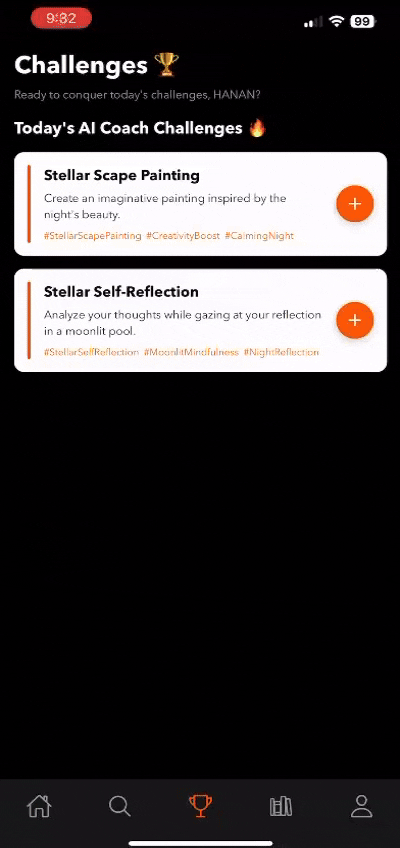 9:32
99
Challenges 🏆
Ready to conquer today's challenges, HANAN?
Today's AI Coach Challenges 🔥
Stellar Scape Painting
Create an imaginative painting inspired by the
night's beauty.
#StellarScapePainting #CreativityBoost #CalmingNight
Stellar Self-Reflection
Analyze your thoughts while gazing at your reflection
in a moonlit pool.
#StellarSelfReflection #MoonlitMindfulness #NightReflection